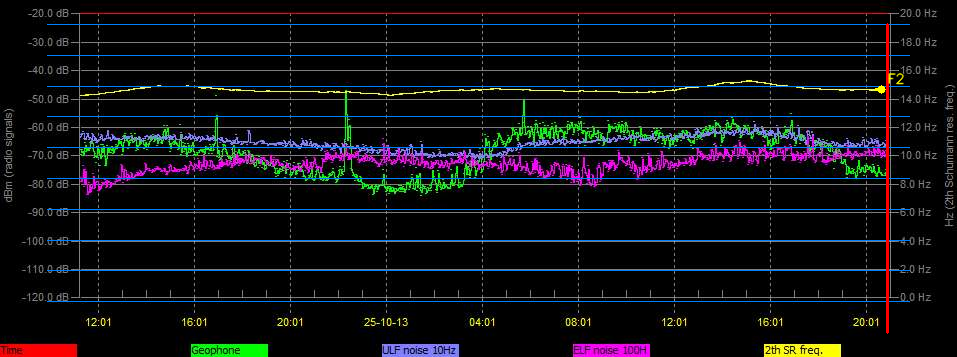 -20.0 dB
-30.0 dB
-40.0 dB
-50.0 dB
-60.0 dB
-70.0 dB
-80.0 dB
-90.0 dB
-100.0 dB
-110.0 dB
-120.0 dB
dBm (radio signals)
20.0 Hz
18.0 Hz
16.0 Hz
14.0 Hz
12.0 Hz
10.0 Hz
8.0 Hz
6.0 Hz
4.0 Hz
2.0 Hz
0.0 Hz
Hz (2th Schumann res. freq.)
F2
12:01 16:01 20:01 25-10-13 04:01 08:01 12:01 16:01 20:01
Time Geophone ULF noise 10Hz ELF noise 100H 2th SR freq.